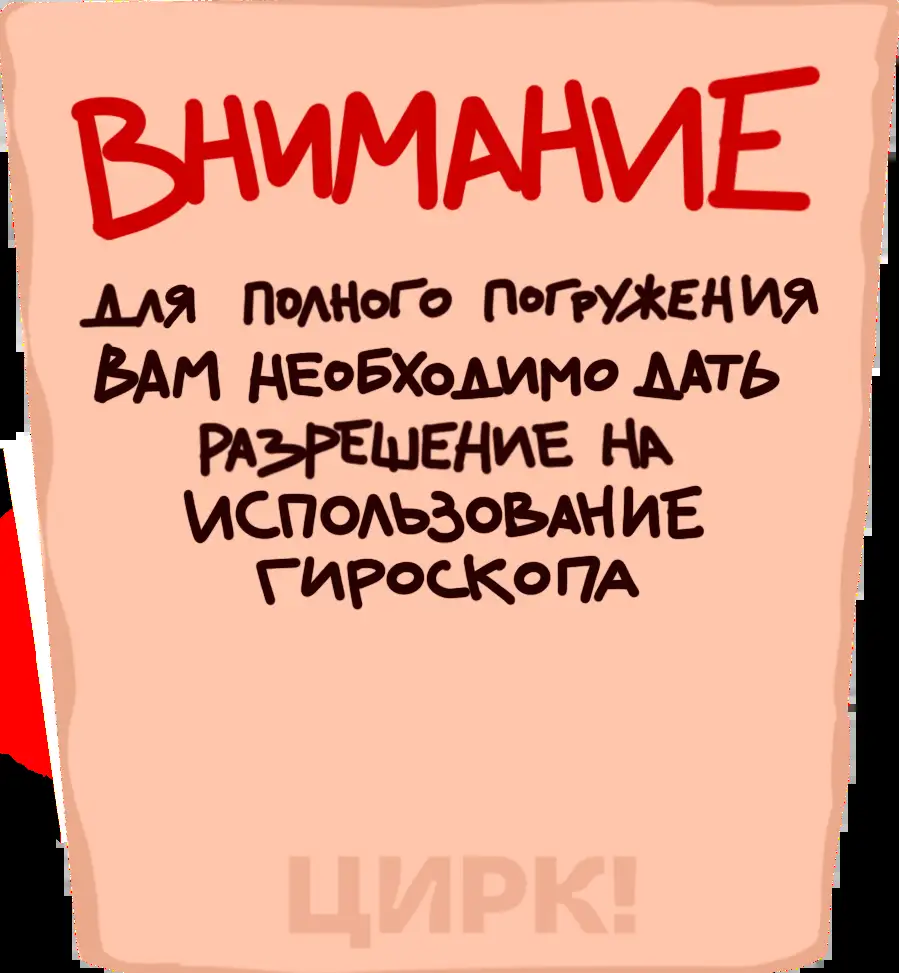 ВНИМАНИЕ
ДЛЯ ПОЛНОГО ПОГРУЖЕНИЯ
ВАМ НЕОБХОДИМО ДАТЬ
РАЗРЕШЕНИЕ НА
ИСПОЛЬЗОВАНИЕ
ГИРОСКОПА
ЦИРК!